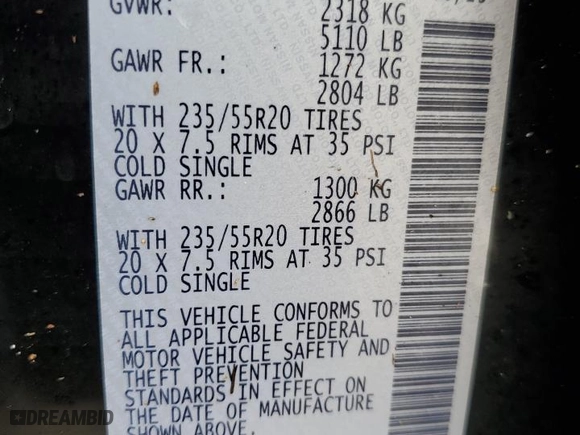 GVWR: 2318 KG
5110 LB
GAWR FR.: 1272 KG
2804 LB
WITH 235/55R20 TIRES
20 X 7.5 RIMS AT 35 PSI
COLD SINGLE
GAWR RR.: 1300 KG
2866 LB
WITH 235/55R20 TIRES
20 X 7.5 RIMS AT 35 PSI
COLD SINGLE
THIS VEHICLE CONFORMS TO
ALL APPLICABLE FEDERAL
MOTOR VEHICLE SAFETY AND
THEFT PREVENTION
STANDARDS IN EFFECT ON
THE DATE OF MANUFACTURE
SHOWN ABOVE.
DREAMBID